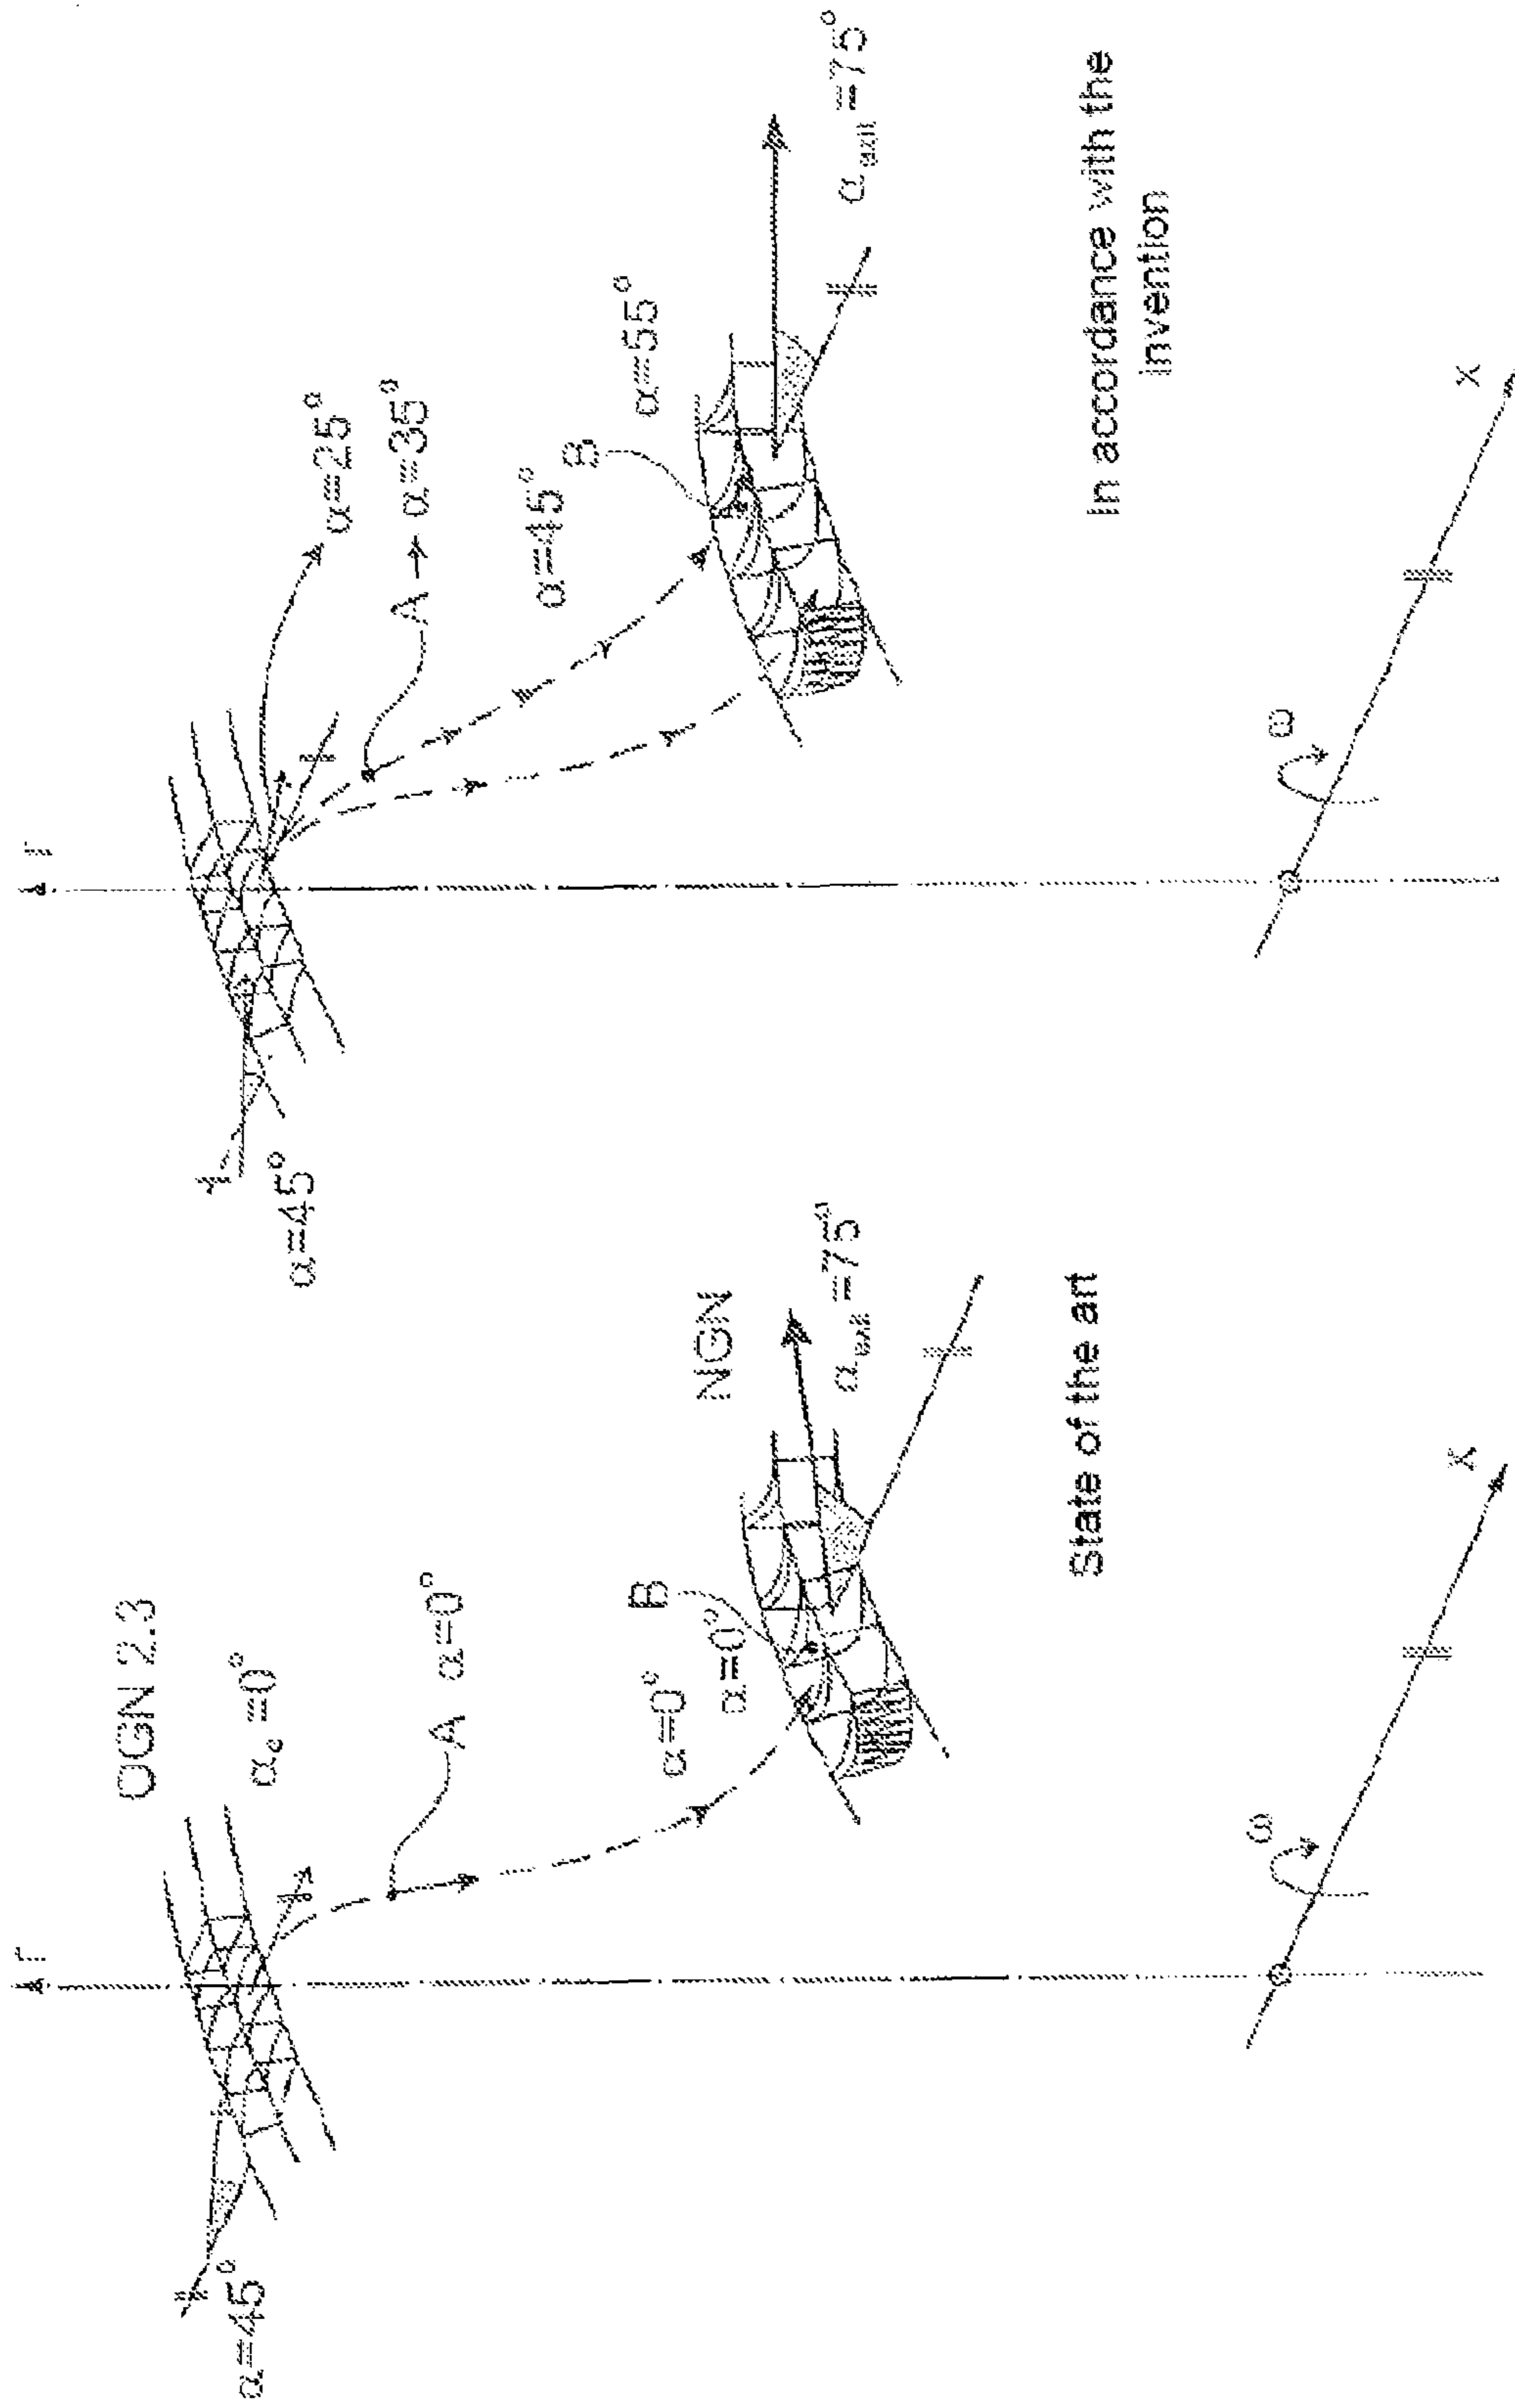 r
OGN 2.3
αₑ=0°
α=45°
A α=0°
B
α=0°
α=0°
NGN
α_exit=75°
ω
x
State of the art
r
α=45°
α=25°
A → α=35°
α=45°
B
α=55°
α_exit=75°
ω
x
In accordance with the
invention